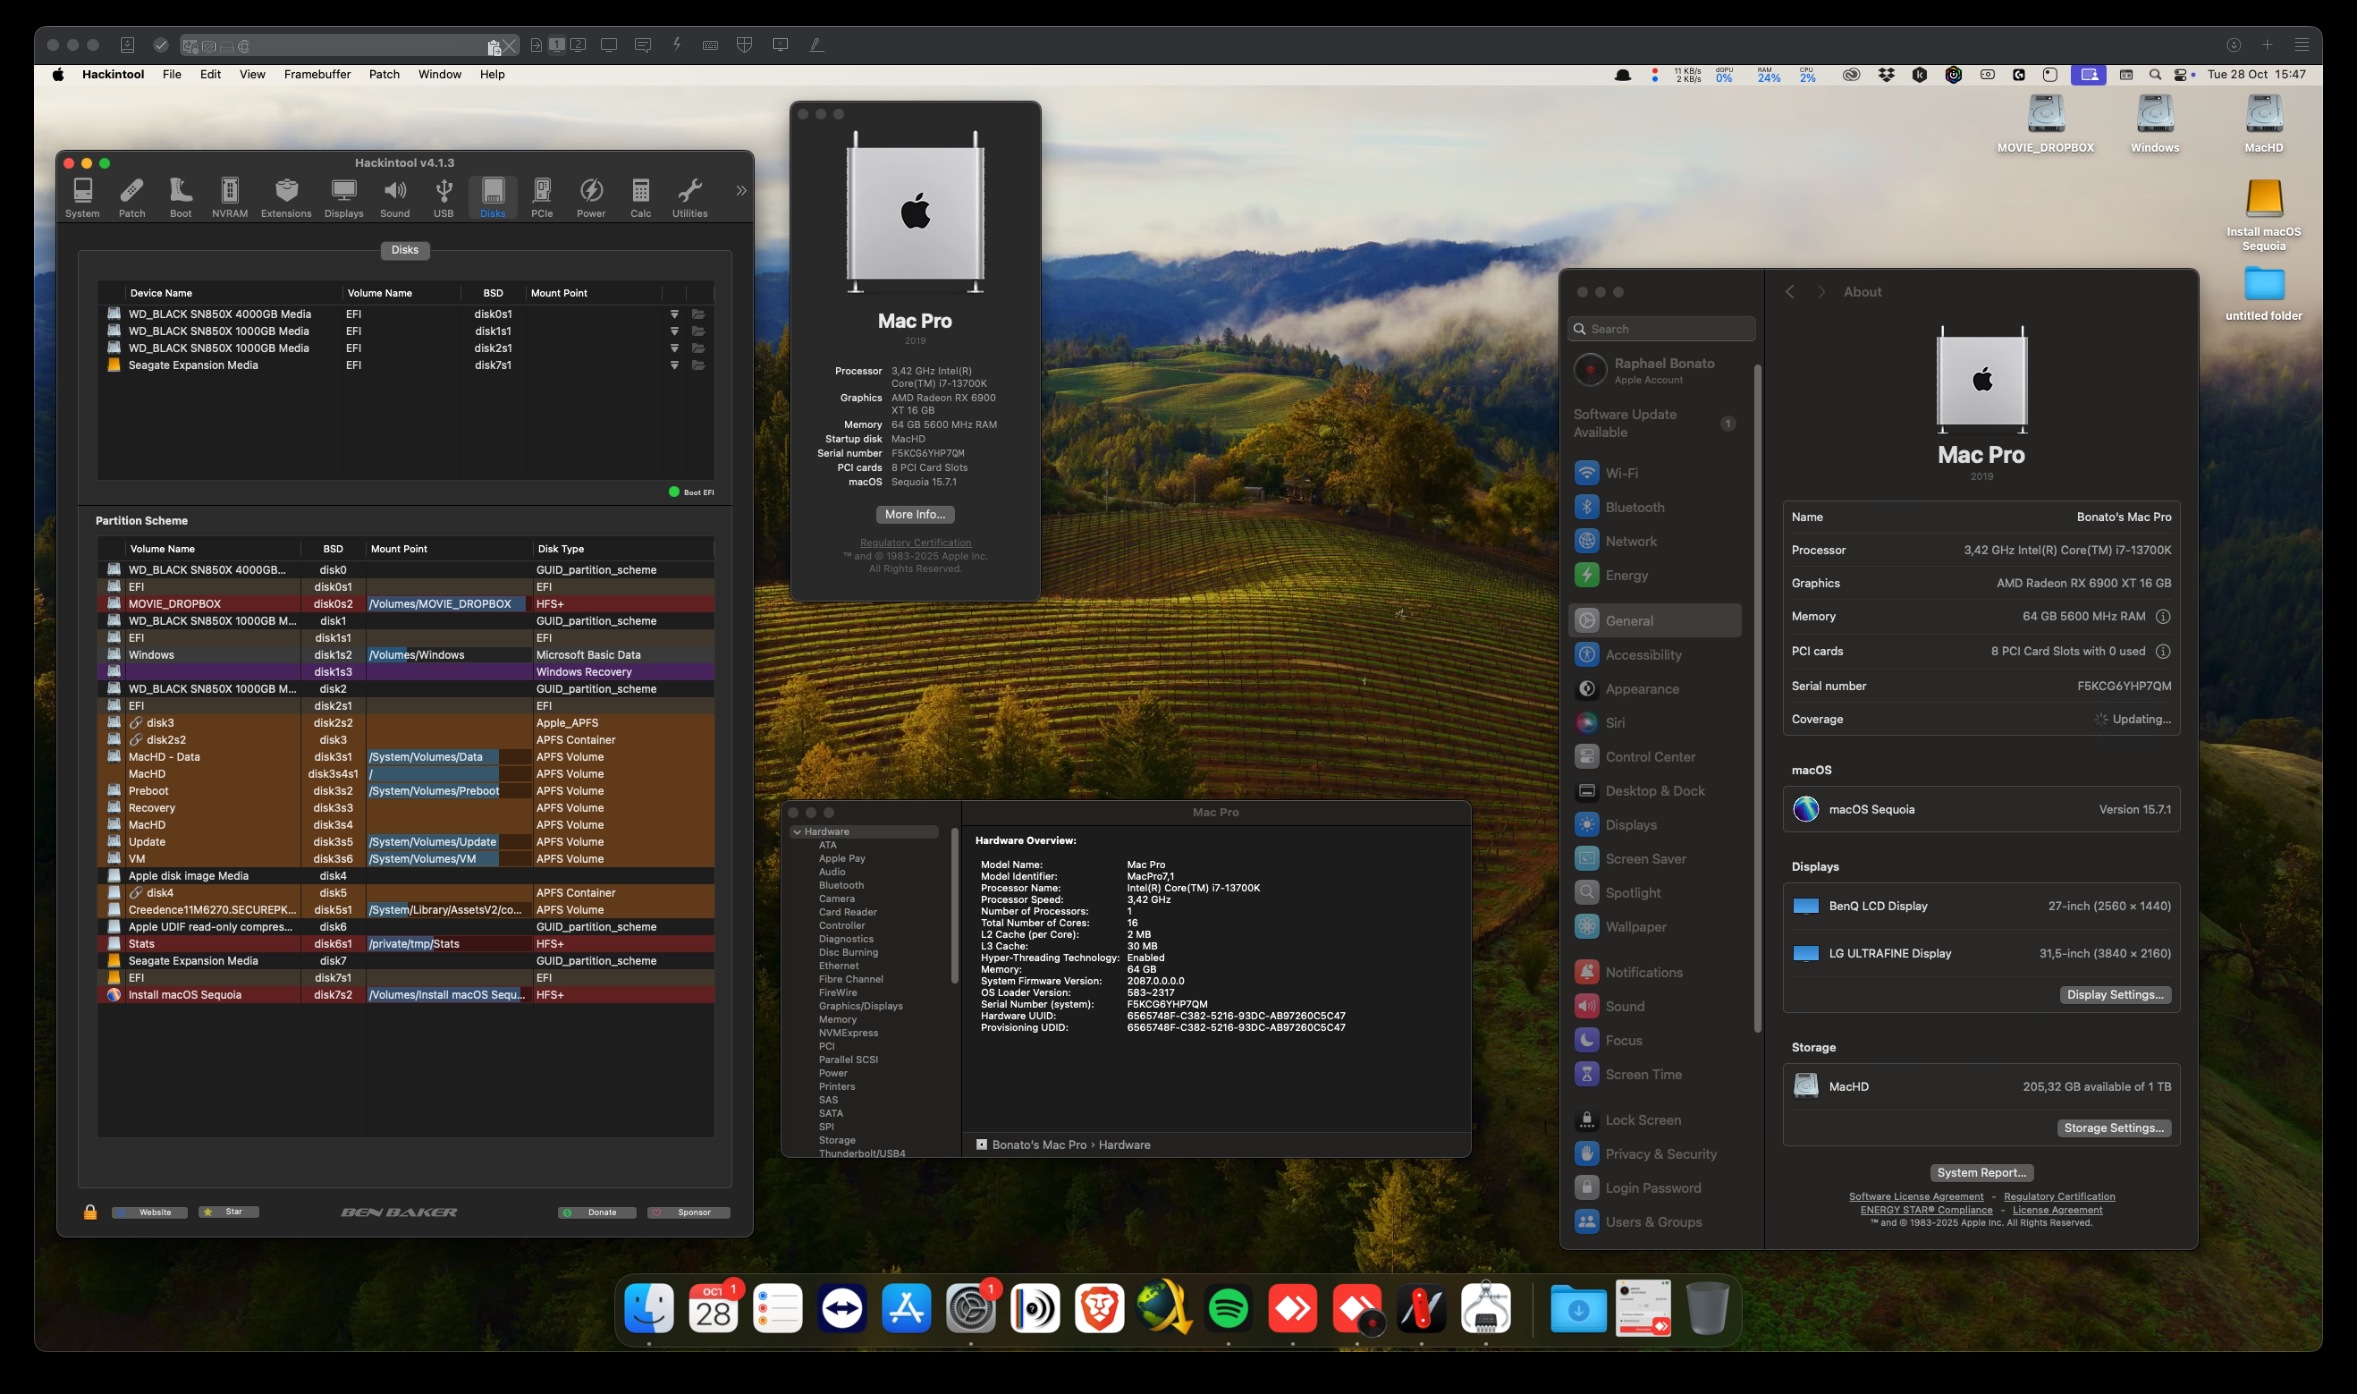 1 2
Hackintool File Edit View Framebuffer Patch Window Help
11 KB/s 2 KB/s dGPU 0% RAM 24% CPU 2% Tue 28 Oct 15:47
MOVIE_DROPBOX Windows MacHD
Install macOS
Sequoia
untitled folder
Hackintool v4.1.3
System Patch Boot NVRAM Extensions Displays Sound USB Disks PCIe Power Calc Utilities
Disks
Device Name Volume Name BSD Mount Point
WD_BLACK SN850X 4000GB Media EFI disk0s1
WD_BLACK SN850X 1000GB Media EFI disk1s1
WD_BLACK SN850X 1000GB Media EFI disk2s1
Seagate Expansion Media EFI disk7s1
Boot EFI
Partition Scheme
Volume Name BSD Mount Point Disk Type
WD_BLACK SN850X 4000GB... disk0 GUID_partition_scheme
EFI disk0s1 EFI
MOVIE_DROPBOX disk0s2 /Volumes/MOVIE_DROPBOX HFS+
WD_BLACK SN850X 1000GB M... disk1 GUID_partition_scheme
EFI disk1s1 EFI
Windows disk1s2 /Volumes/Windows Microsoft Basic Data
disk1s3 Windows Recovery
WD_BLACK SN850X 1000GB M... disk2 GUID_partition_scheme
EFI disk2s1 EFI
disk3 disk2s2 Apple_APFS
disk2s2 disk3 APFS Container
MacHD - Data disk3s1 /System/Volumes/Data APFS Volume
MacHD disk3s4s1 / APFS Volume
Preboot disk3s2 /System/Volumes/Preboot APFS Volume
Recovery disk3s3 APFS Volume
MacHD disk3s4 APFS Volume
Update disk3s5 /System/Volumes/Update APFS Volume
VM disk3s6 /System/Volumes/VM APFS Volume
Apple disk image Media disk4
disk4 disk5 APFS Container
Creedence11M6270.SECUREPK... disk5s1 /System/Library/AssetsV2/co... APFS Volume
Apple UDIF read-only compres... disk6 GUID_partition_scheme
Stats disk6s1 /private/tmp/Stats HFS+
Seagate Expansion Media disk7 GUID_partition_scheme
EFI disk7s1 EFI
Install macOS Sequoia disk7s2 /Volumes/Install macOS Sequ... HFS+
Website Star BEN BAKER Donate Sponsor
Mac Pro
2019
Processor 3,42 GHz Intel(R)
Core(TM) i7-13700K
Graphics AMD Radeon RX 6900
XT 16 GB
Memory 64 GB 5600 MHz RAM
Startup disk MacHD
Serial number F5KCG6YHP7QM
PCI cards 8 PCI Card Slots
macOS Sequoia 15.7.1
More Info...
Regulatory Certification
™ and © 1983-2025 Apple Inc.
All Rights Reserved.
Mac Pro
Hardware
ATA
Apple Pay
Audio
Bluetooth
Camera
Card Reader
Controller
Diagnostics
Disc Burning
Ethernet
Fibre Channel
FireWire
Graphics/Displays
Memory
NVMExpress
PCI
Parallel SCSI
Power
Printers
SAS
SATA
SPI
Storage
Thunderbolt/USB4
Hardware Overview:
Model Name: Mac Pro
Model Identifier: MacPro7,1
Processor Name: Intel(R) Core(TM) i7-13700K
Processor Speed: 3,42 GHz
Number of Processors: 1
Total Number of Cores: 16
L2 Cache (per Core): 2 MB
L3 Cache: 30 MB
Hyper-Threading Technology: Enabled
Memory: 64 GB
System Firmware Version: 2087.0.0.0.0
OS Loader Version: 583~2317
Serial Number (system): F5KCG6YHP7QM
Hardware UUID: 6565748F-C382-5216-93DC-AB97260C5C47
Provisioning UDID: 6565748F-C382-5216-93DC-AB97260C5C47
Bonato's Mac Pro › Hardware
Search
Raphael Bonato
Apple Account
Software Update
Available 1
Wi-Fi
Bluetooth
Network
Energy
General
Accessibility
Appearance
Siri
Control Center
Desktop & Dock
Displays
Screen Saver
Spotlight
Wallpaper
Notifications
Sound
Focus
Screen Time
Lock Screen
Privacy & Security
Login Password
Users & Groups
About
Mac Pro
2019
Name Bonato's Mac Pro
Processor 3,42 GHz Intel(R) Core(TM) i7-13700K
Graphics AMD Radeon RX 6900 XT 16 GB
Memory 64 GB 5600 MHz RAM
PCI cards 8 PCI Card Slots with 0 used
Serial number F5KCG6YHP7QM
Coverage Updating...
macOS
macOS Sequoia Version 15.7.1
Displays
BenQ LCD Display 27-inch (2560 × 1440)
LG ULTRAFINE Display 31,5-inch (3840 × 2160)
Display Settings...
Storage
MacHD 205,32 GB available of 1 TB
Storage Settings...
System Report...
Software License Agreement - Regulatory Certification
ENERGY STAR® Compliance - License Agreement
™ and © 1983-2025 Apple Inc. All Rights Reserved.
OCT 1
28
1